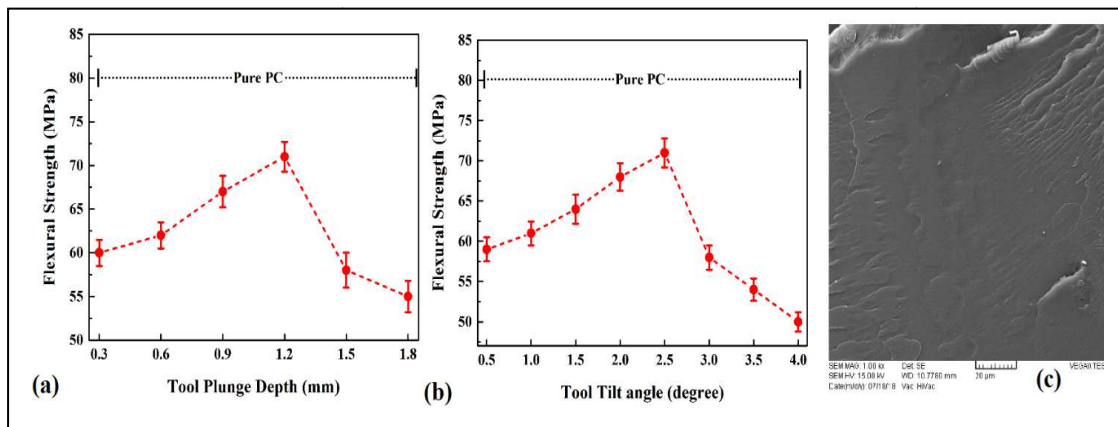 85
80
75
70
65
60
55
50
Pure PC
Flexural Strength (MPa)
0.3 0.6 0.9 1.2 1.5 1.8
Tool Plunge Depth (mm)
(a)
85
80
75
70
65
60
55
50
Pure PC
Flexural Strength (MPa)
0.5 1.0 1.5 2.0 2.5 3.0 3.5 4.0
Tool Tilt angle (degree)
(b)
SEM MAG: 1.00 kx Det: SE
SEM HV: 15.00 kV WD: 10.7780 mm
Date(m/d/y): 07/18/18 Vac: HiVac
20 µm
(c)